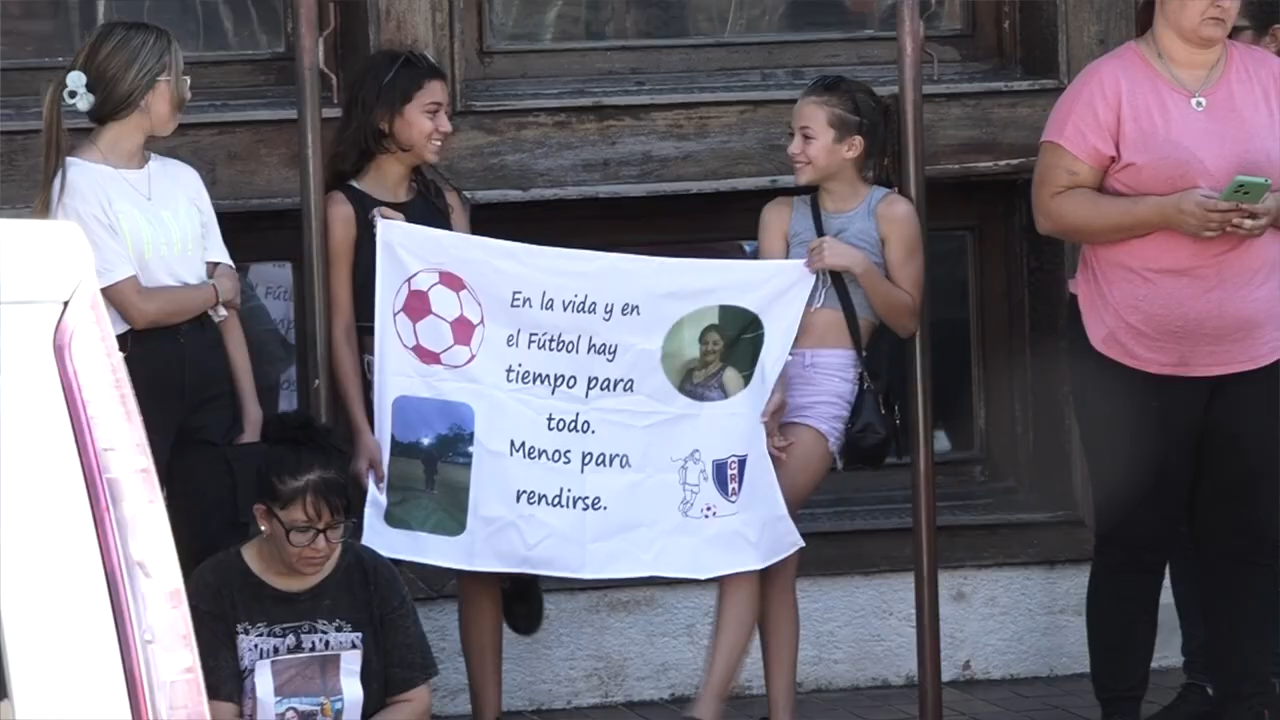 En la vida y en
el Fútbol hay
tiempo para
todo.
Menos para
rendirse.
CRA